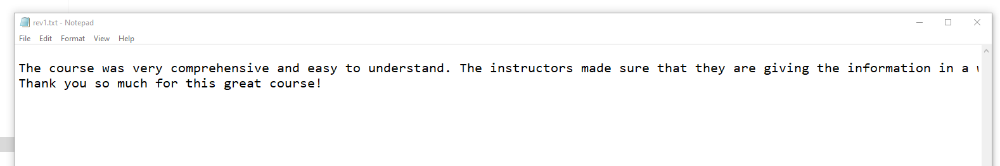 rev1.txt - Notepad
File Edit Format View Help
The course was very comprehensive and easy to understand. The instructors made sure that they are giving the information in a
Thank you so much for this great course!